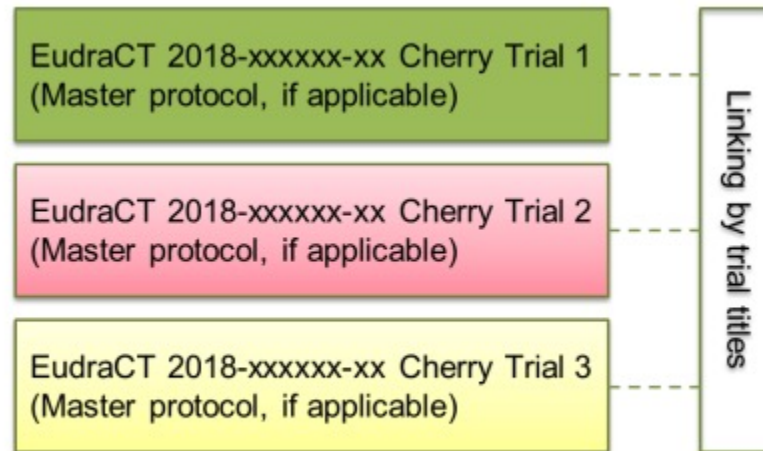 EudraCT 2018-xxxxxx-xx Cherry Trial 1
(Master protocol, if applicable)
EudraCT 2018-xxxxxx-xx Cherry Trial 2
(Master protocol, if applicable)
EudraCT 2018-xxxxxx-xx Cherry Trial 3
(Master protocol, if applicable)
Linking by trial titles